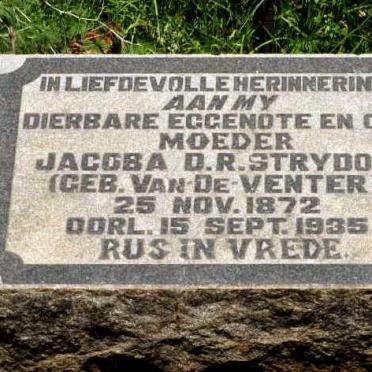 IN LIEFDEVOLLE HERINNERIN
AAN MY
DIERBARE EGGENOTE EN O
MOEDER
JACOBA D.R. STRYDO
(GEB. VAN-DE-VENTER)
25 NOV. 1872
OORL. 15 SEPT. 1935
RUS IN VREDE.